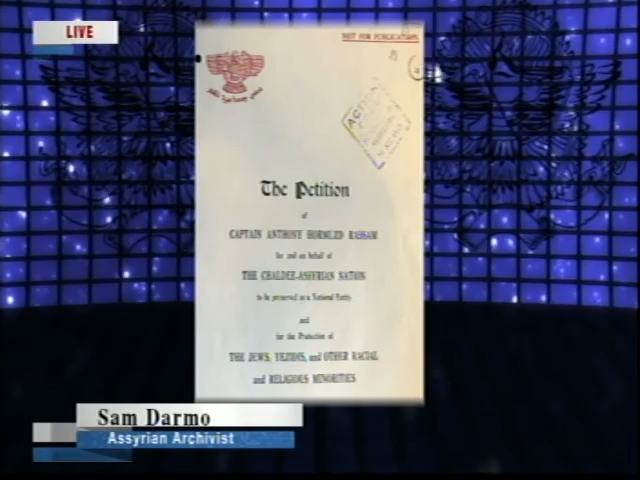 LIVE
NOT FOR PUBLICATION
ACTION
The Petition
of
CAPTAIN ANTHONY HORMUZD RASSAM
for and on behalf of
THE CHALDEE-ASSYRIAN NATION
to be preserved as a National Entity
and
for the Protection of
THE JEWS, YEZIDIS, and OTHER RACIAL
and RELIGIOUS MINORITIES
Sam Darmo
Assyrian Archivist